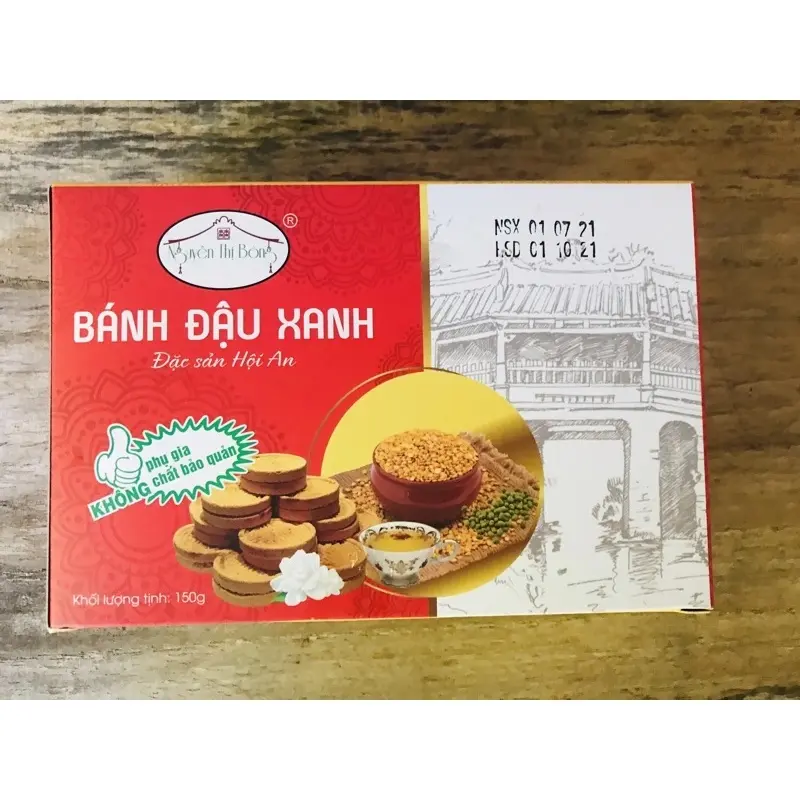 Nguyễn Thị Bông
®
BÁNH ĐẬU XANH
Đặc sản Hội An
phụ gia
KHÔNG chất bảo quản
Khối lượng tịnh: 150g
NSX 01 07 21
HSD 01 10 21